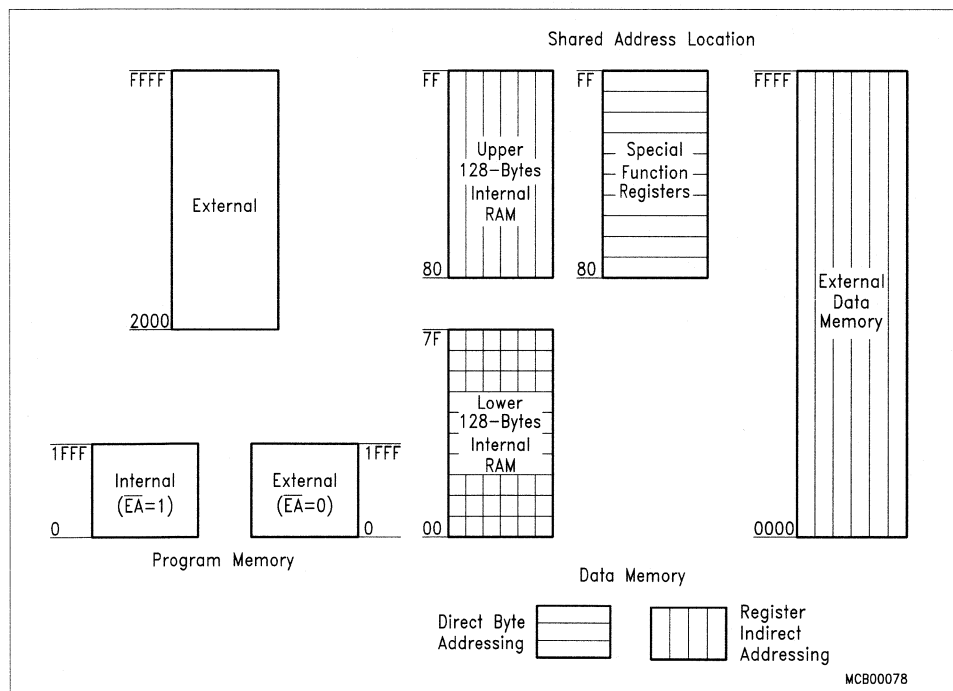 Shared Address Location
FFFF
External
2000
1FFF
Internal
(E̅A̅=1)
0
External
(E̅A̅=0)
1FFF
0
Program Memory
FF
Upper
128-Bytes
Internal
RAM
80
FF
Special
Function
Registers
80
7F
Lower
128-Bytes
Internal
RAM
00
FFFF
External
Data
Memory
0000
Data Memory
Direct Byte
Addressing
Register
Indirect
Addressing
MCB00078